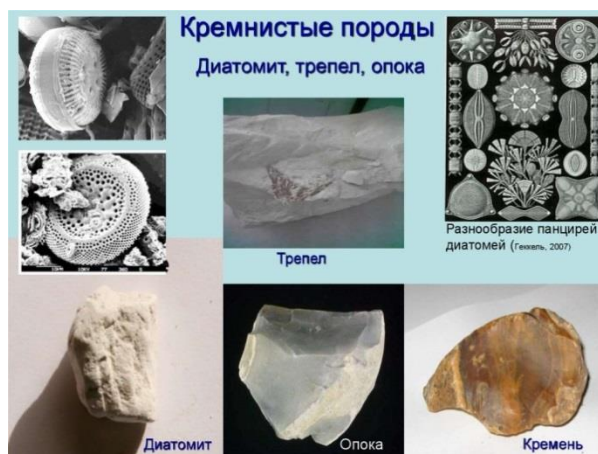 Кремнистые породы
Диатомит, трепел, опока
Разнообразие панцирей
диатомей (Геккель, 2007)
Трепел
Диатомит
Опока
Кремень